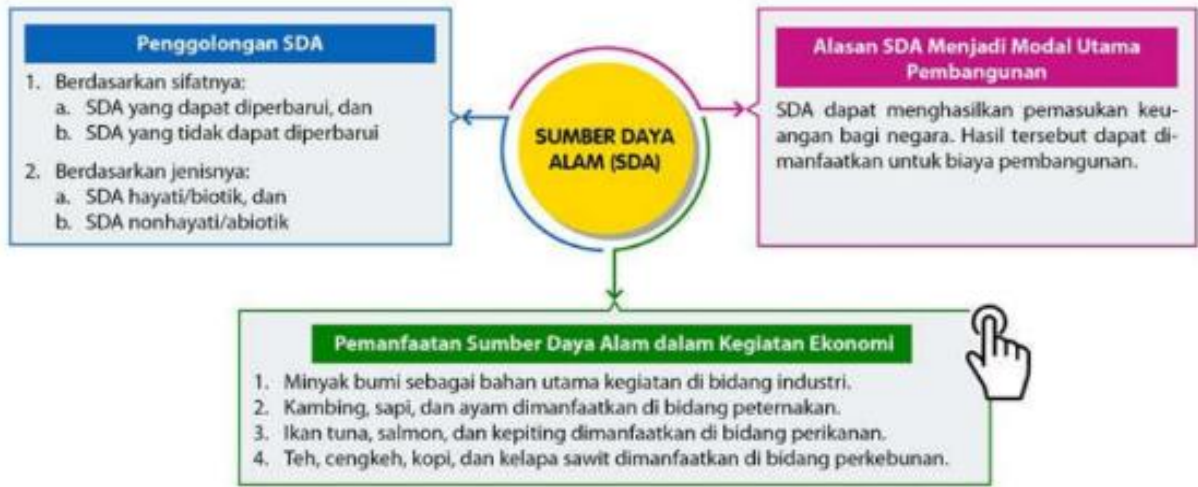 Penggolongan SDA
1. Berdasarkan sifatnya:
a. SDA yang dapat diperbarui, dan
b. SDA yang tidak dapat diperbarui
2. Berdasarkan jenisnya:
a. SDA hayati/biotik, dan
b. SDA nonhayati/abiotik
SUMBER DAYA
ALAM (SDA)
Alasan SDA Menjadi Modal Utama
Pembangunan
SDA dapat menghasilkan pemasukan keu-
angan bagi negara. Hasil tersebut dapat di-
manfaatkan untuk biaya pembangunan.
Pemanfaatan Sumber Daya Alam dalam Kegiatan Ekonomi
1. Minyak bumi sebagai bahan utama kegiatan di bidang industri.
2. Kambing, sapi, dan ayam dimanfaatkan di bidang peternakan.
3. Ikan tuna, salmon, dan kepiting dimanfaatkan di bidang perikanan.
4. Teh, cengkeh, kopi, dan kelapa sawit dimanfaatkan di bidang perkebunan.